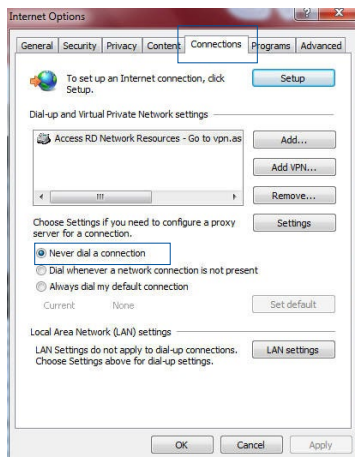 Internet Options
General Security Privacy Content Connections Programs Advanced
To set up an Internet connection, click
Setup.
Setup
Dial-up and Virtual Private Network settings
Access RD Network Resources - Go to vpn.as
Add...
Add VPN...
Remove...
Choose Settings if you need to configure a proxy
server for a connection.
Settings
Never dial a connection
Dial whenever a network connection is not present
Always dial my default connection
Current None
Set default
Local Area Network (LAN) settings
LAN Settings do not apply to dial-up connections.
Choose Settings above for dial-up settings.
LAN settings
OK Cancel Apply